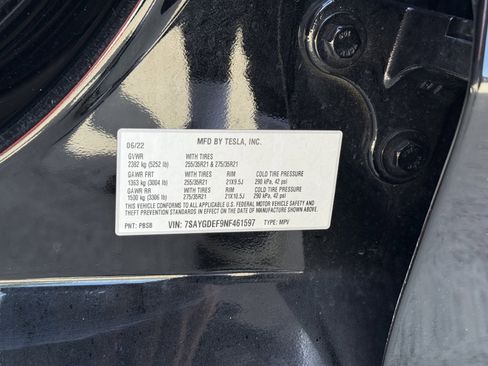 06/22 MFD BY TESLA, INC.
GVWR WITH TIRES
2382 kg (5252 lb) 255/35R21 & 275/35R21
GAWR FRT WITH TIRES RIM COLD TIRE PRESSURE
1363 kg (3004 lb) 255/35R21 21X9.5J 290 kPa, 42 psi
GAWR RR WITH TIRES RIM COLD TIRE PRESSURE
1500 kg (3306 lb) 275/35R21 21X10.5J 290 kPa, 42 psi
THIS VEHICLE CONFORMS TO ALL APPLICABLE U.S. FEDERAL MOTOR VEHICLE SAFETY AND
THEFT PREVENTION STANDARDS IN EFFECT ON THE DATE OF MANUFACTURE SHOWN ABOVE.
PNT: PBSB VIN: 7SAYGDEF9NF461597 TYPE: MPV